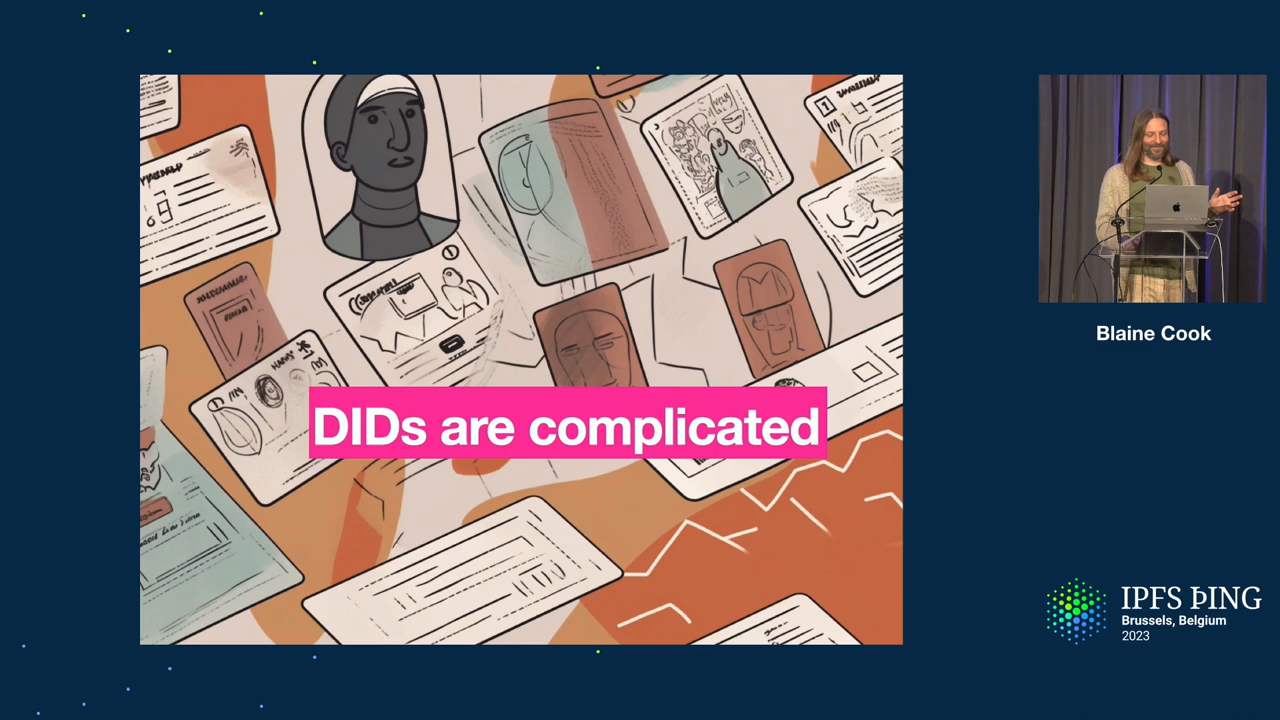 DIDs are complicated
Blaine Cook
IPFS ÞING
Brussels, Belgium
2023